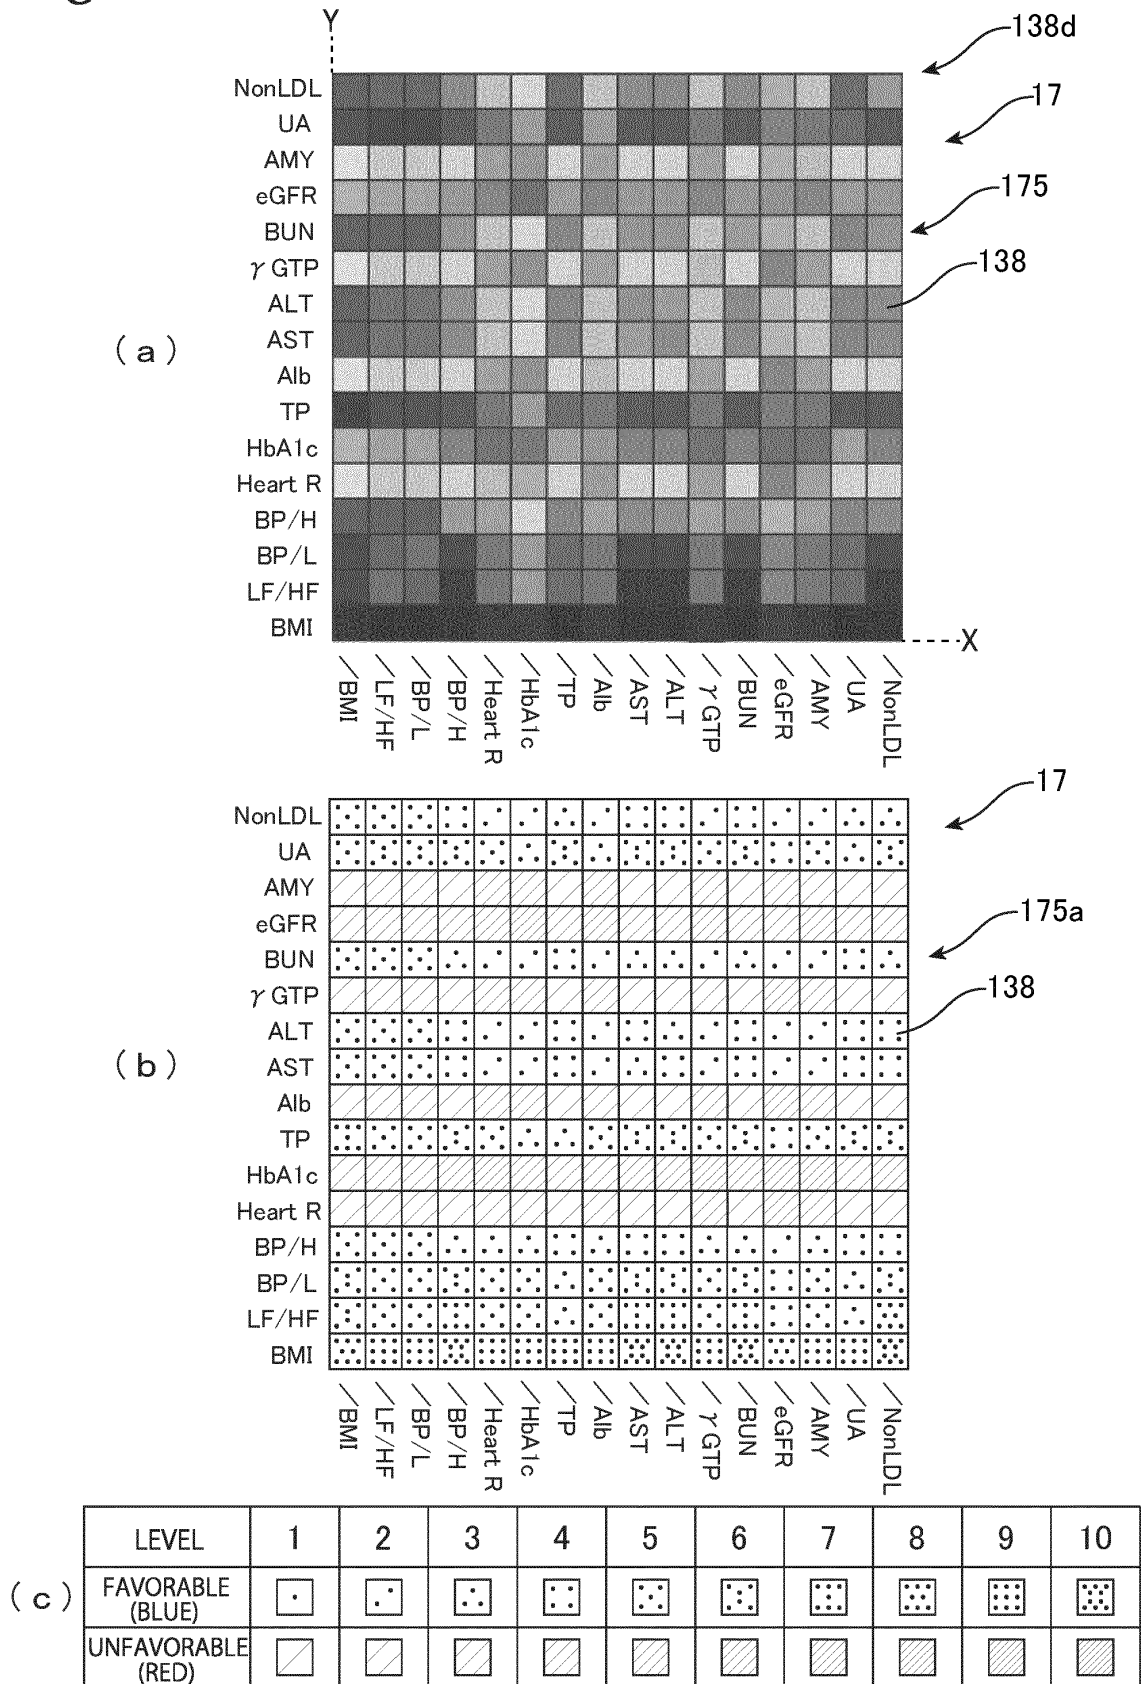 Y
138d
17
175
138
NonLDL
UA
AMY
eGFR
BUN
γ GTP
ALT
AST
Alb
TP
HbA1c
Heart R
BP/H
BP/L
LF/HF
BMI
( a )
X
BMI
LF/HF
BP/L
BP/H
Heart R
HbA1c
TP
Alb
AST
ALT
γ GTP
BUN
eGFR
AMY
UA
NonLDL
17
175a
138
NonLDL
UA
AMY
eGFR
BUN
γ GTP
ALT
AST
Alb
TP
HbA1c
Heart R
BP/H
BP/L
LF/HF
BMI
( b )
BMI
LF/HF
BP/L
BP/H
Heart R
HbA1c
TP
Alb
AST
ALT
γ GTP
BUN
eGFR
AMY
UA
NonLDL
( c )
LEVEL 1 2 3 4 5 6 7 8 9 10
FAVORABLE
(BLUE)
UNFAVORABLE
(RED)